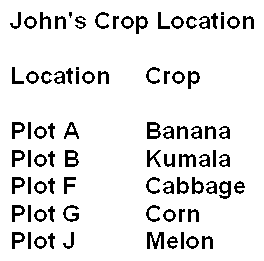 John's Crop Location
Location Crop
Plot A Banana
Plot B Kumala
Plot F Cabbage
Plot G Corn
Plot J Melon